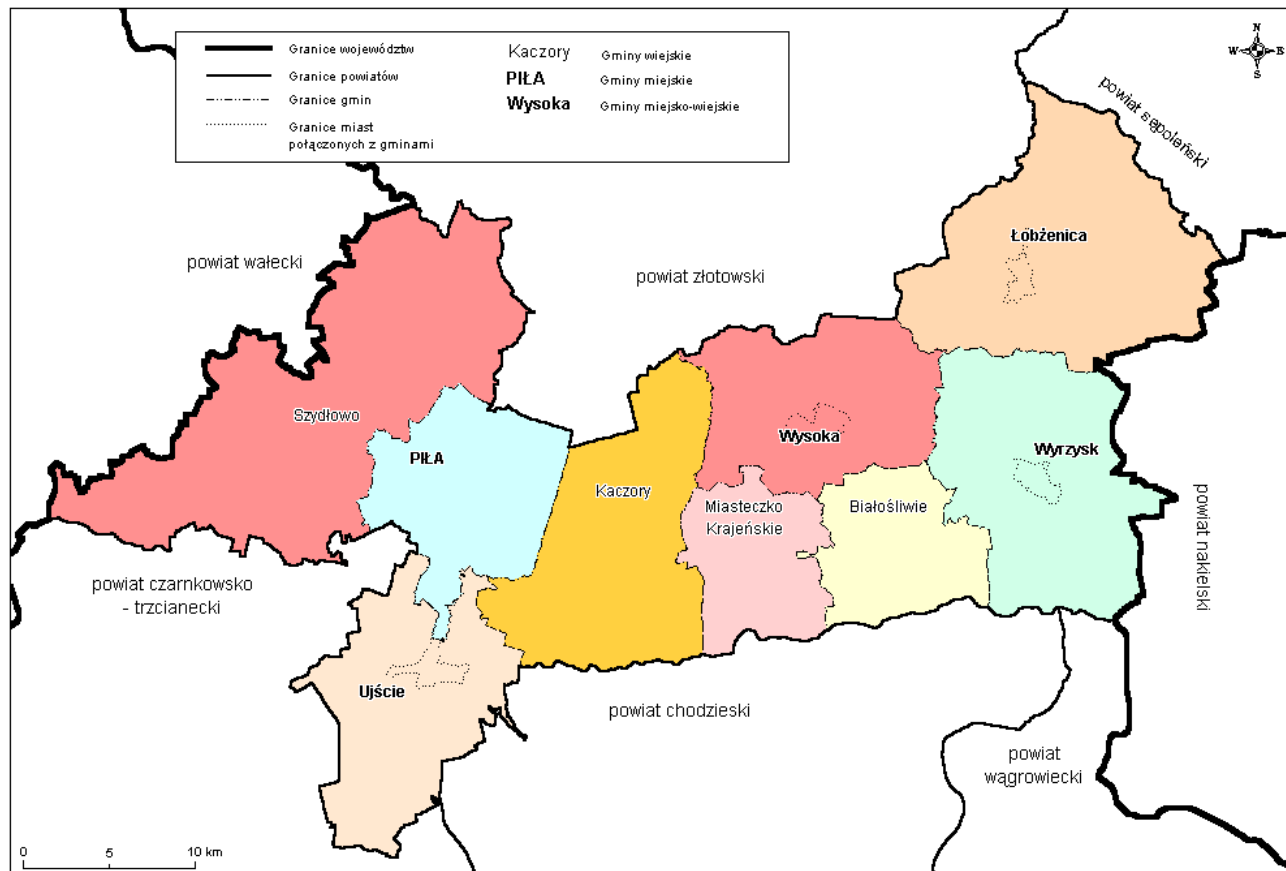 Granice województw
Granice powiatów
Granice gmin
Granice miast
połączonych z gminami
Kaczory
Gminy wiejskie
PIŁA
Gminy miejskie
Wysoka
Gminy miejsko-wiejskie
N
W
E
S
powiat sępoleński
Łobżenica
powiat wałecki
powiat złotowski
Szydłowo
PIŁA
Wysoka
Wyrzysk
Kaczory
Miasteczko
Krajeńskie
Białośliwie
powiat nakielski
powiat czarnkowsko
- trzcianecki
Ujście
powiat chodzieski
powiat
wągrowiecki
0
5
10 km